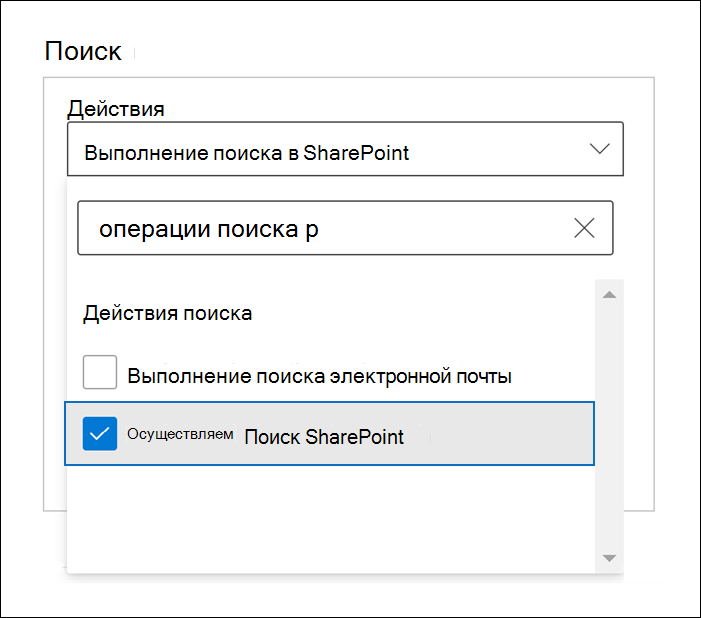 Поиск
Действия
Выполнение поиска в SharePoint
операции поиска р
Действия поиска
Выполнение поиска электронной почты
Осуществляем Поиск SharePoint